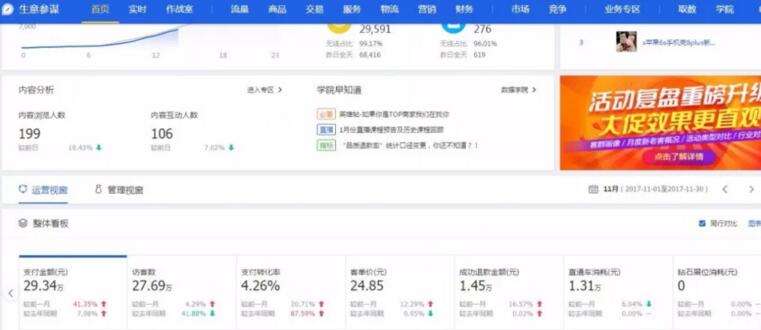 生意参谋 首页 实时 作战室 流量 商品 交易 服务 物流 营销 财务 市场 竞争 业务专区 取数 学院
7,000
0
0 6 12 18 23
29,591
无线占比 99.17%
昨日全天 68,416
276
无线占比 96.01%
昨日全天 619
3
内容分析 进入专区 >
内容浏览人数
199
较前日 19.43%
内容互动人数
106
较前日 7.02%
学院早知道 数据学院 >
必看 英雄帖-如果你是TOP商家我们在找你
直播 1月份直播课程预告及历史课程回顾
指标 "品质退款率"统计口径变更，你还不知道？！
活动复盘重磅升级
大促效果更直观
点击了解详情
运营视窗 管理视窗 11月 ( 2017-11-01至2017-11-30 )
整体看板 同行对比 图表
支付金额(元)
29.34万
较前一月 41.35%
较去年同期 7.98%
访客数
27.69万
较前一月 4.29%
较去年同期 41.88%
支付转化率
4.26%
较前一月 20.71%
较去年同期 87.59%
客单价(元)
24.85
较前一月 12.29%
较去年同期
成功退款金额(元)
1.45万
较前一月 16.57%
较去年同期 0.02%
直通车消耗(元)
1.31万
较前一月 6.04%
较去年同期 0%
钻石展位消耗(元)
0
较前一月 0%
较去年同期 0%